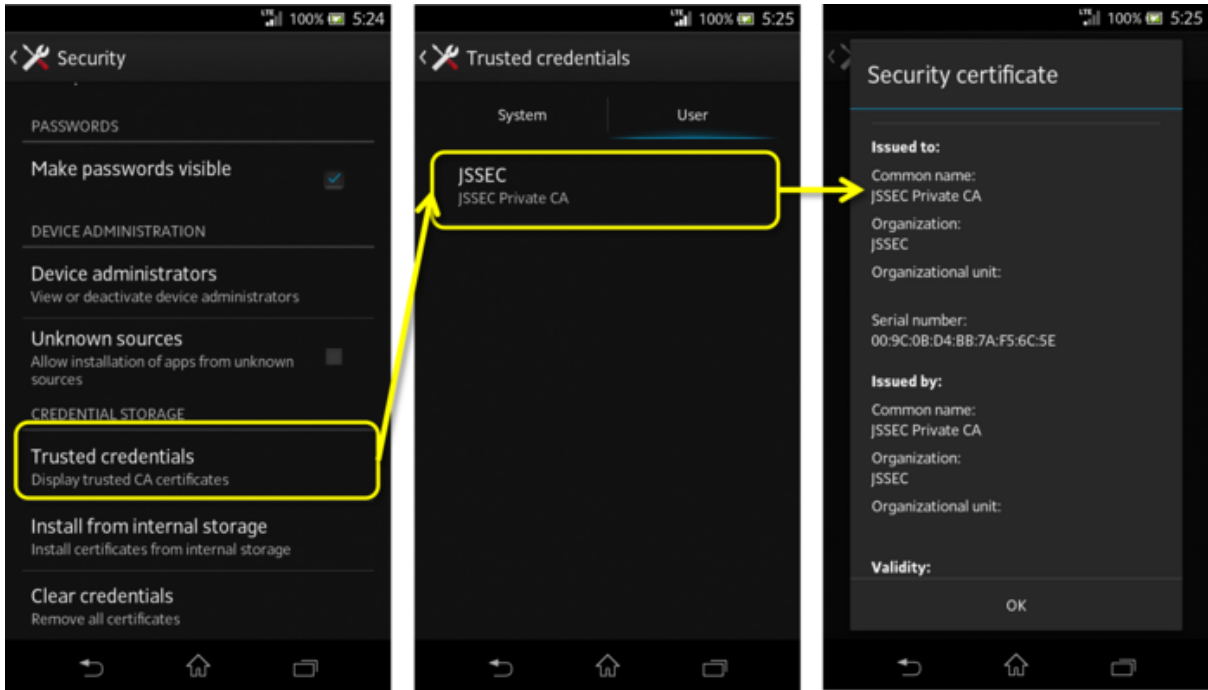 LTE 100% 5:24
Security
PASSWORDS
Make passwords visible
DEVICE ADMINISTRATION
Device administrators
View or deactivate device administrators
Unknown sources
Allow installation of apps from unknown
sources
CREDENTIAL STORAGE
Trusted credentials
Display trusted CA certificates
Install from internal storage
Install certificates from internal storage
Clear credentials
Remove all certificates
LTE 100% 5:25
Trusted credentials
System User
JSSEC
JSSEC Private CA
LTE 100% 5:25
Security certificate
Issued to:
Common name:
JSSEC Private CA
Organization:
JSSEC
Organizational unit:
Serial number:
00:9C:0B:D4:BB:7A:F5:6C:5E
Issued by:
Common name:
JSSEC Private CA
Organization:
JSSEC
Organizational unit:
Validity:
OK